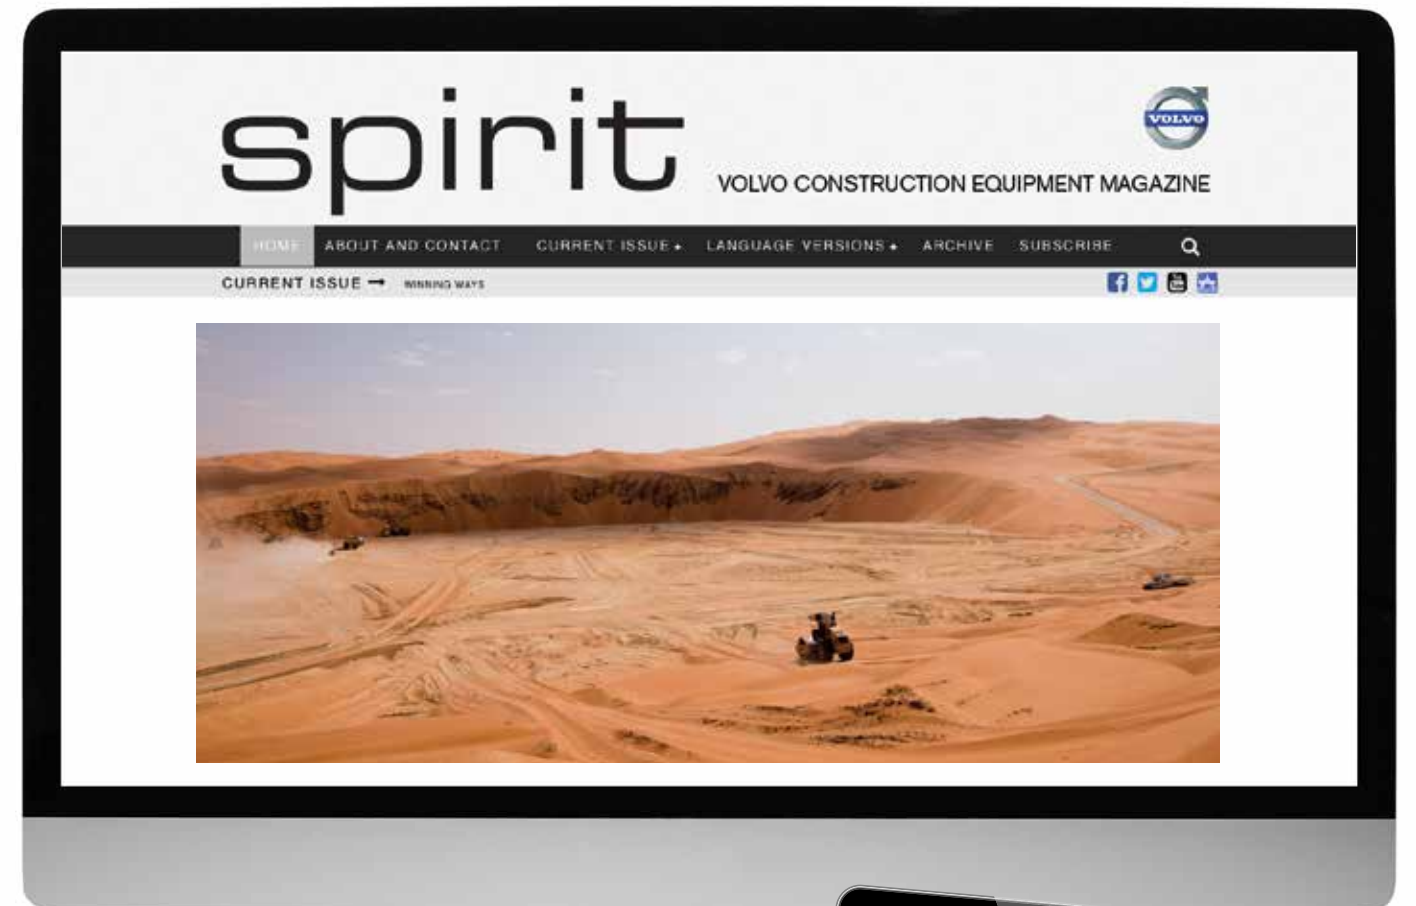 spirit
VOLVO
VOLVO CONSTRUCTION EQUIPMENT MAGAZINE
HOME ABOUT AND CONTACT CURRENT ISSUE LANGUAGE VERSIONS ARCHIVE SUBSCRIBE
CURRENT ISSUE → WINNING WAYS